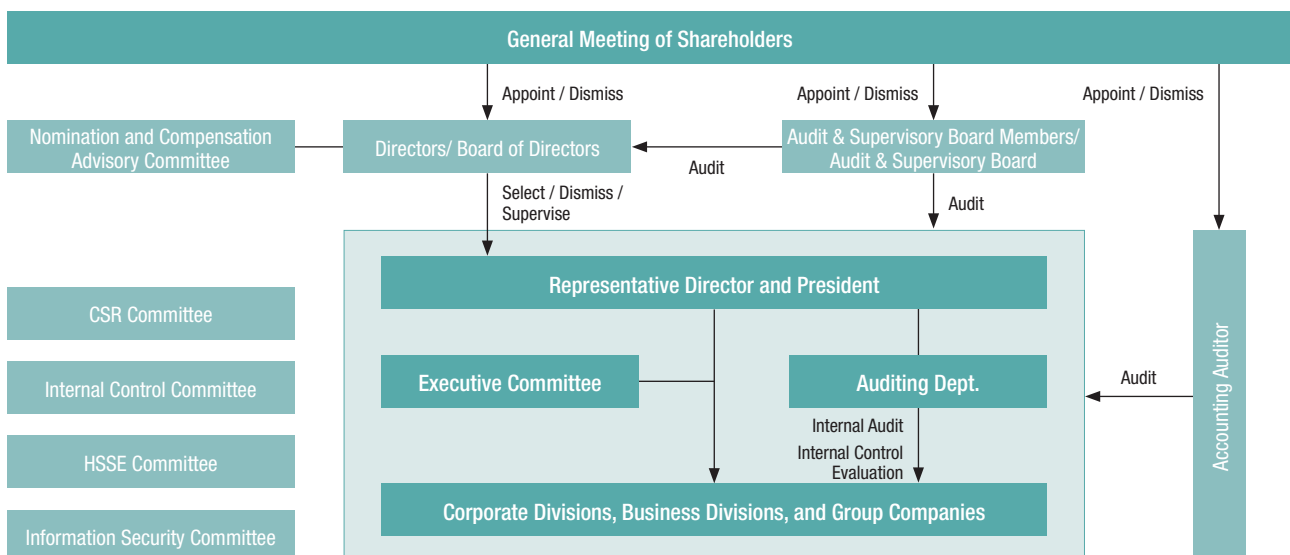 General Meeting of Shareholders
Appoint / Dismiss
Appoint / Dismiss
Appoint / Dismiss
Nomination and Compensation
Advisory Committee
Directors/ Board of Directors
Audit
Audit & Supervisory Board Members/
Audit & Supervisory Board
Select / Dismiss /
Supervise
Audit
Representative Director and President
CSR Committee
Internal Control Committee
HSSE Committee
Information Security Committee
Executive Committee
Auditing Dept.
Internal Audit
Internal Control
Evaluation
Corporate Divisions, Business Divisions, and Group Companies
Audit
Accounting Auditor